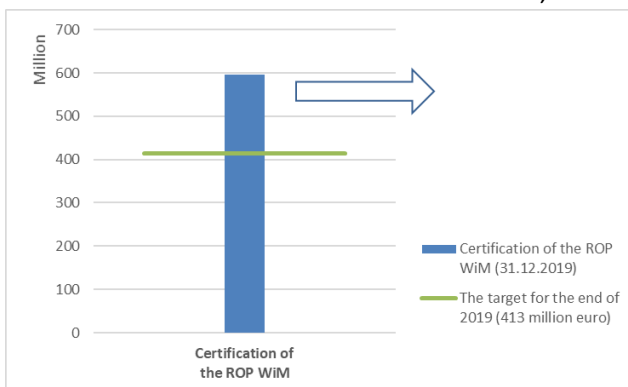 700
Million
600
500
400
300
200
100
0
Certification of the ROP
WiM (31.12.2019)
The target for the end of
2019 (413 million euro)
Certification of
the ROP WiM